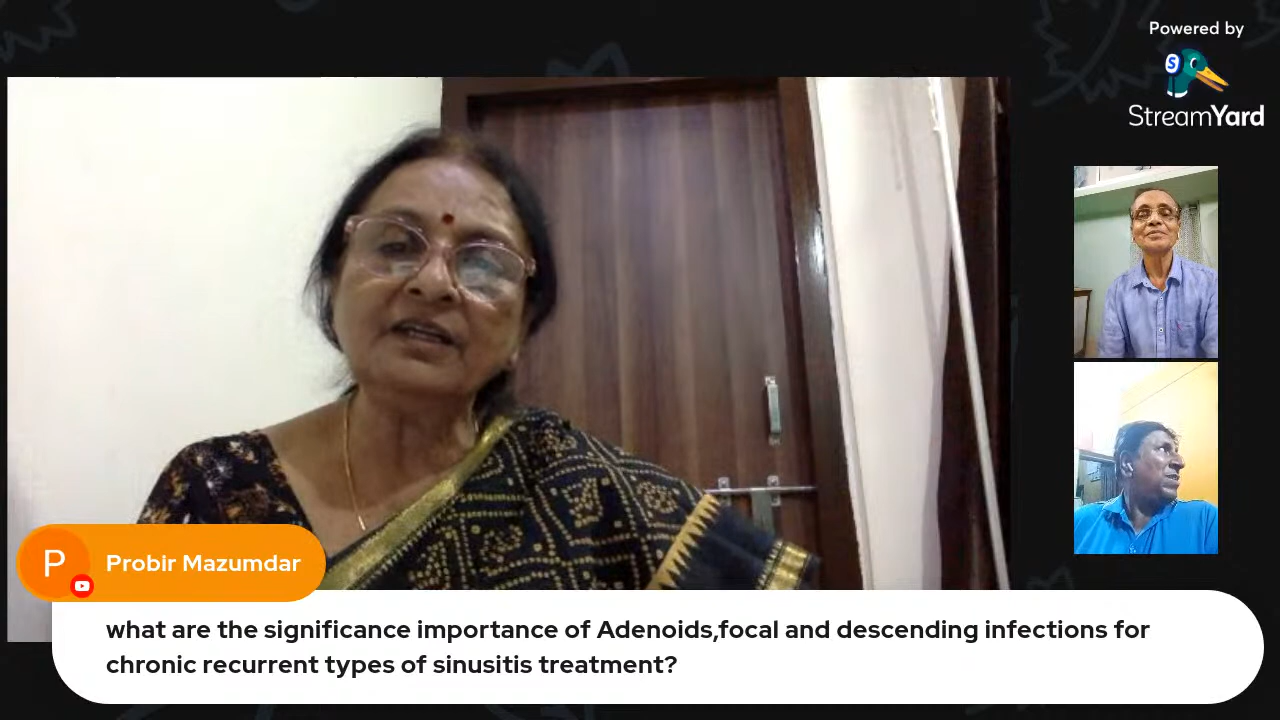 Powered by
S
StreamYard
P
Probir Mazumdar
what are the significance importance of Adenoids,focal and descending infections for
chronic recurrent types of sinusitis treatment?